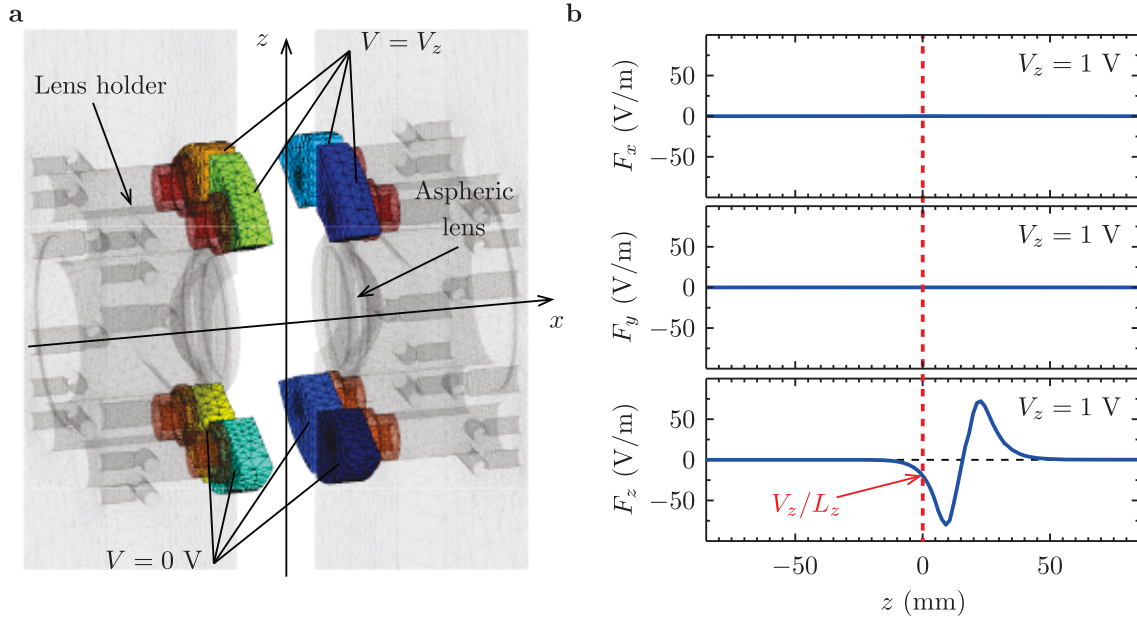 a
z
V = V_z
Lens holder
Aspheric
lens
x
V = 0 V
b
F_x (V/m)
50
0
−50
V_z = 1 V
F_y (V/m)
50
0
−50
V_z = 1 V
F_z (V/m)
50
0
−50
V_z = 1 V
V_z/L_z
−50 0 50
z (mm)